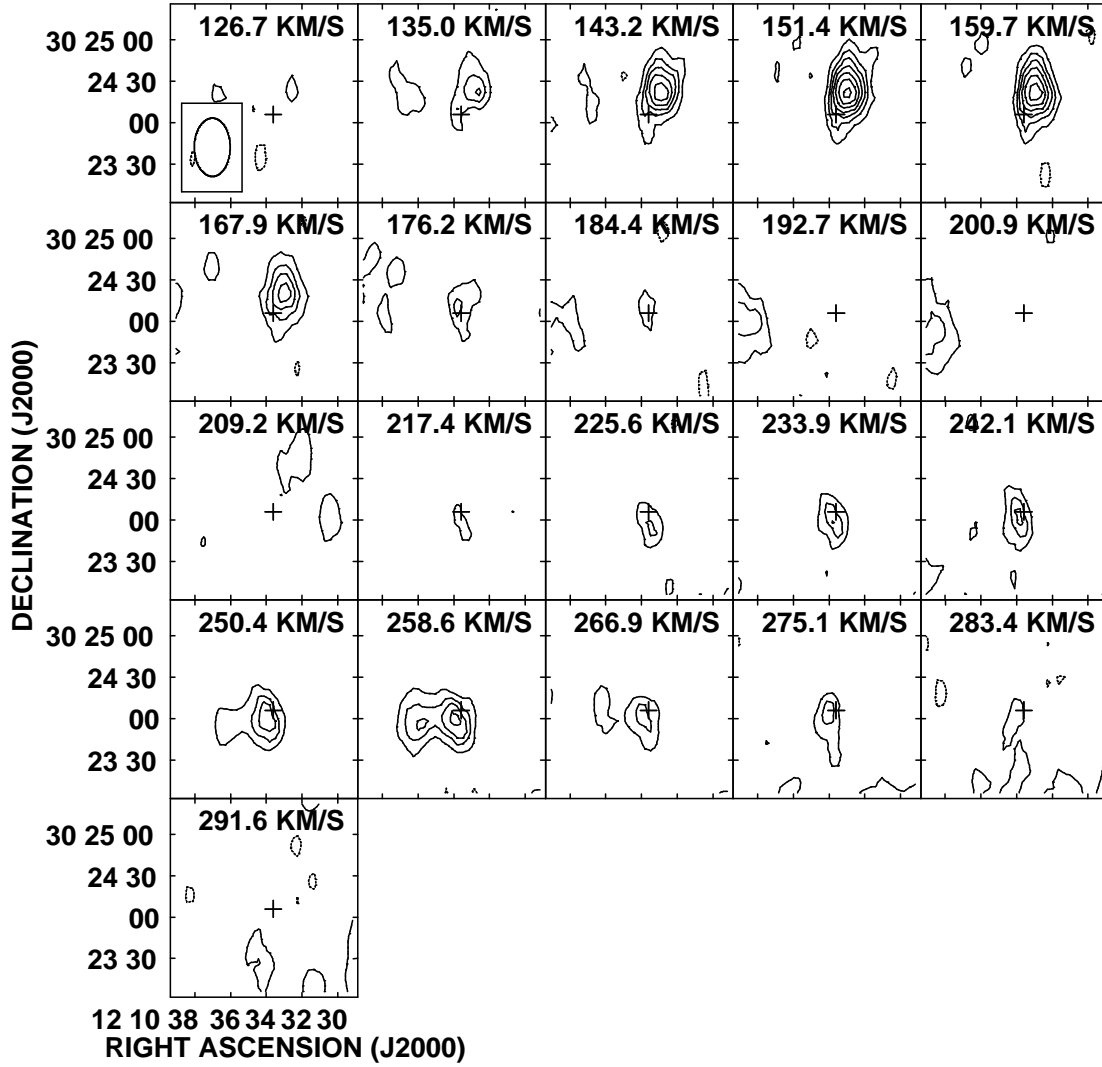 126.7 KM/S 135.0 KM/S 143.2 KM/S 151.4 KM/S 159.7 KM/S
30 25 00
24 30
00
23 30
167.9 KM/S 176.2 KM/S 184.4 KM/S 192.7 KM/S 200.9 KM/S
30 25 00
24 30
00
23 30
DECLINATION (J2000)
209.2 KM/S 217.4 KM/S 225.6 KM/S 233.9 KM/S 242.1 KM/S
30 25 00
24 30
00
23 30
250.4 KM/S 258.6 KM/S 266.9 KM/S 275.1 KM/S 283.4 KM/S
30 25 00
24 30
00
23 30
291.6 KM/S
30 25 00
24 30
00
23 30
12 10 38 36 34 32 30
RIGHT ASCENSION (J2000)